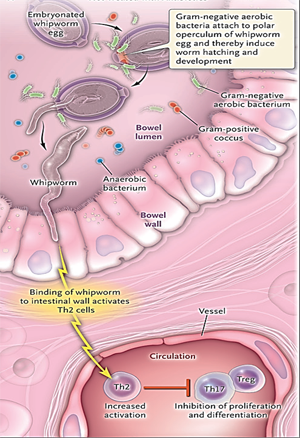 Embryonated
whipworm
egg
Gram-negative aerobic
bacteria attach to polar
operculum of whipworm
egg and thereby induce
worm hatching and
development
Gram-negative
aerobic bacterium
Bowel
lumen
Gram-positive
coccus
Whipworm
Anaerobic
bacterium
Bowel
wall
Binding of whipworm
to intestinal wall activates
Th2 cells
Vessel
Circulation
Th2
Th17
Treg
Increased
activation
Inhibition of proliferation
and differentiation